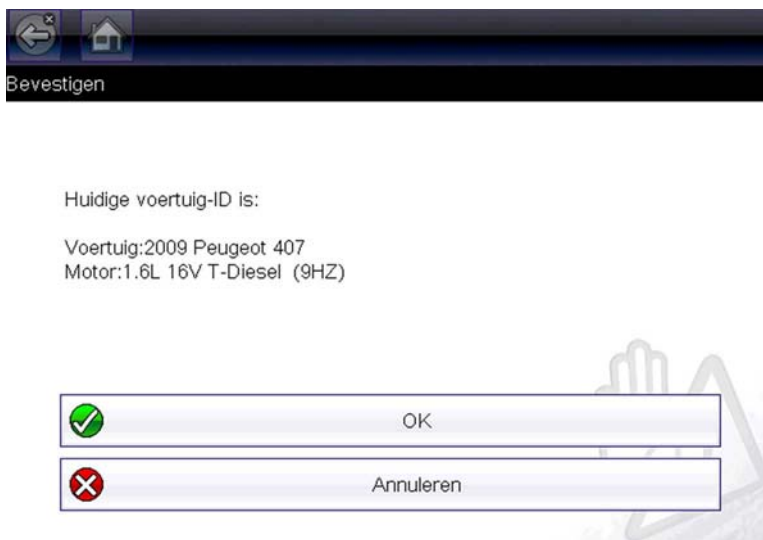 Bevestigen
Huidige voertuig-ID is:
Voertuig:2009 Peugeot 407
Motor:1.6L 16V T-Diesel (9HZ)
OK
Annuleren